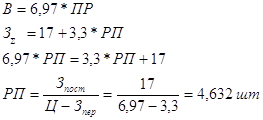 В = 6,97 * ПР
З_Σ = 17 + 3,3 * РП
6,97 * РП = 3,3 * РП + 17
РП = З_пост / (Ц − З_пер) = 17 / (6,97 − 3,3) = 4,632 шт